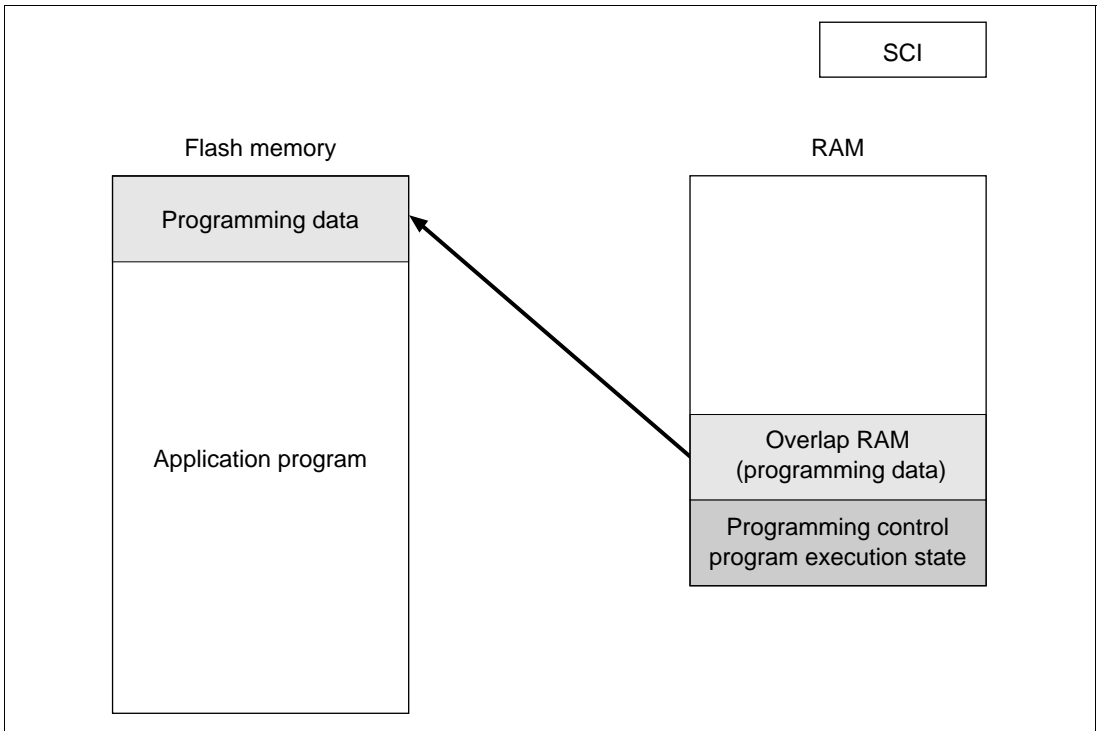 SCI
Flash memory
RAM
Programming data
Application program
Overlap RAM
(programming data)
Programming control
program execution state